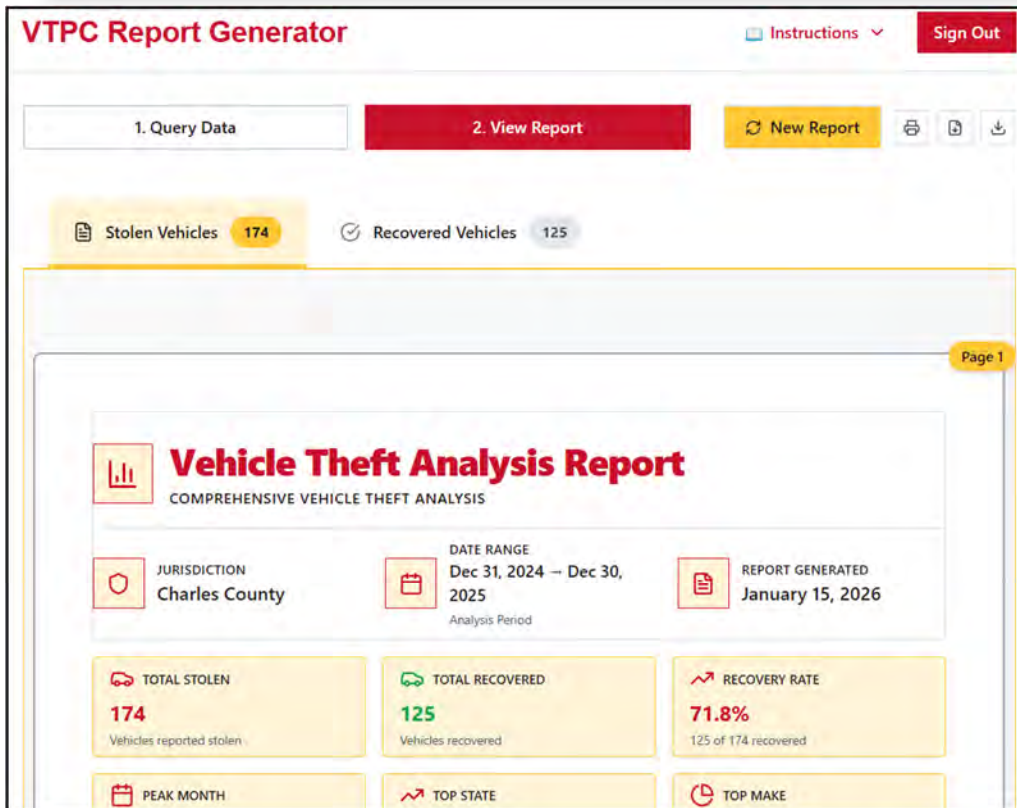 VTPC Report Generator
Instructions
Sign Out
1. Query Data
2. View Report
New Report
Stolen Vehicles 174
Recovered Vehicles 125
Page 1
Vehicle Theft Analysis Report
COMPREHENSIVE VEHICLE THEFT ANALYSIS
JURISDICTION
Charles County
DATE RANGE
Dec 31, 2024 → Dec 30,
2025
Analysis Period
REPORT GENERATED
January 15, 2026
TOTAL STOLEN
174
Vehicles reported stolen
TOTAL RECOVERED
125
Vehicles recovered
RECOVERY RATE
71.8%
125 of 174 recovered
PEAK MONTH
TOP STATE
TOP MAKE